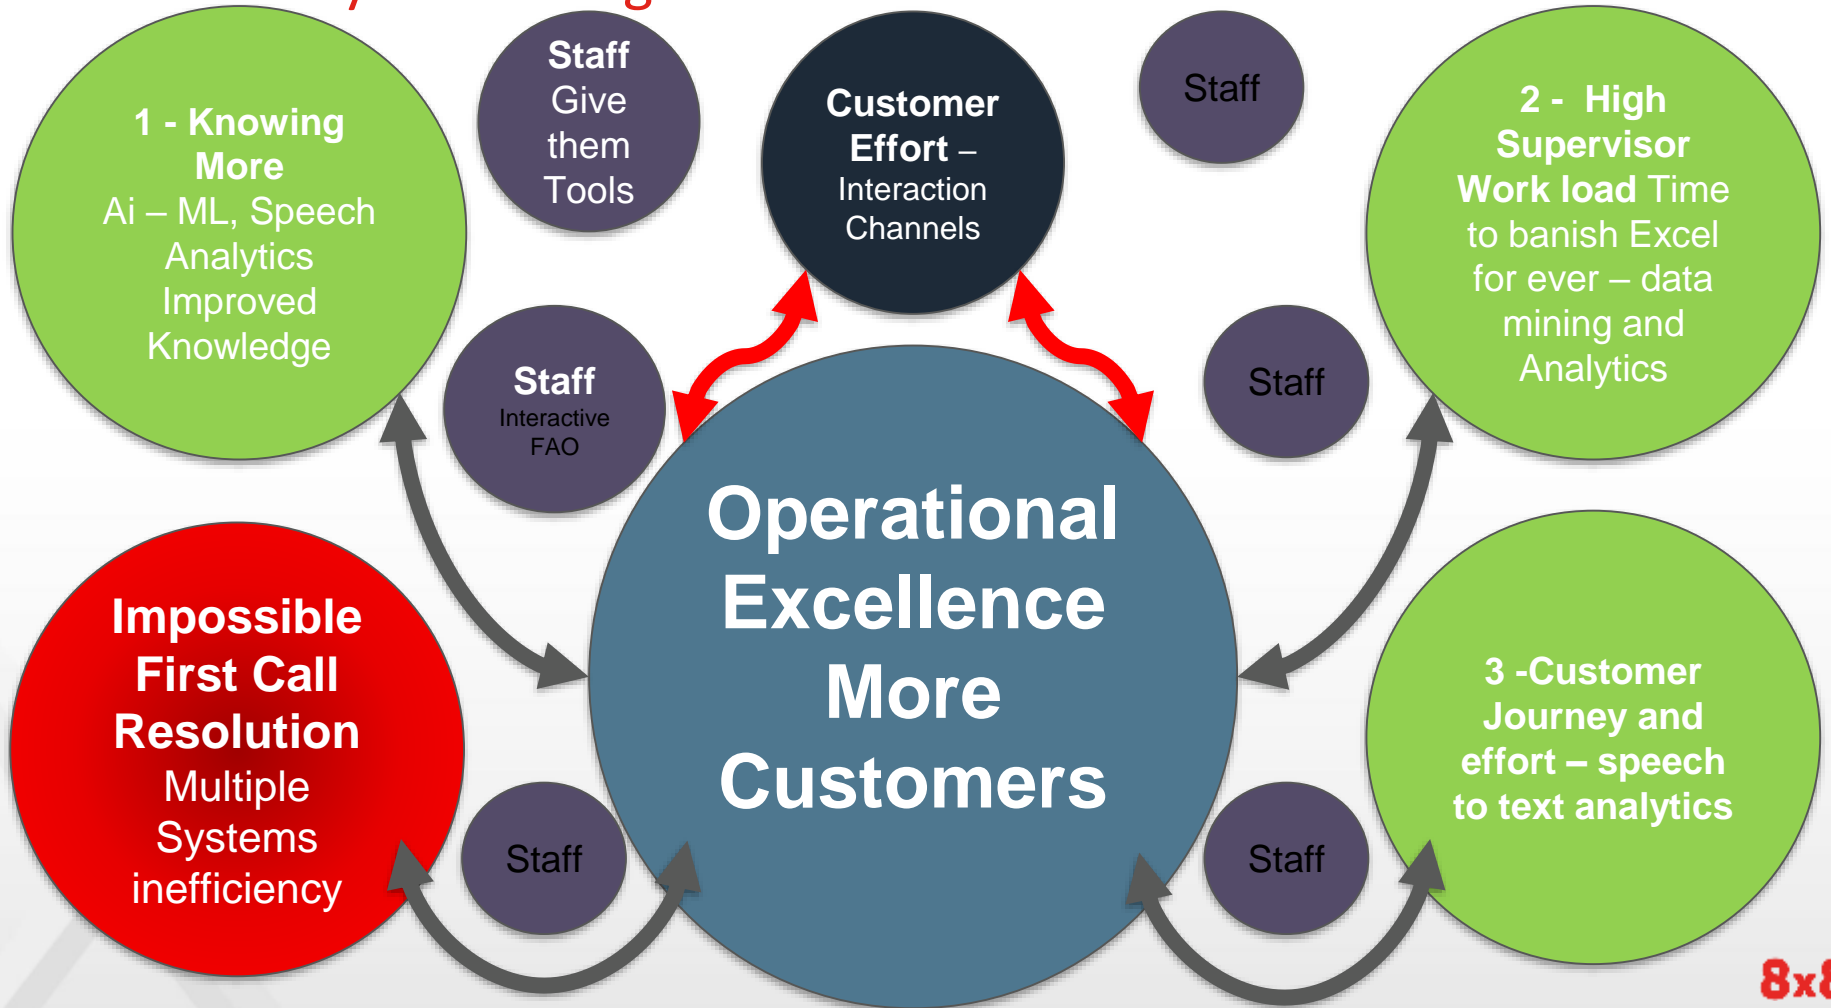 1 - Knowing
More
Ai – ML, Speech
Analytics
Improved
Knowledge
Staff
Give
them
Tools
Customer
Effort –
Interaction
Channels
Staff
2 - High
Supervisor
Work load Time
to banish Excel
for ever – data
mining and
Analytics
Staff
Interactive
FAO
Staff
Operational
Excellence
More
Customers
Impossible
First Call
Resolution
Multiple
Systems
inefficiency
3 -Customer
Journey and
effort – speech
to text analytics
Staff
Staff
8x8